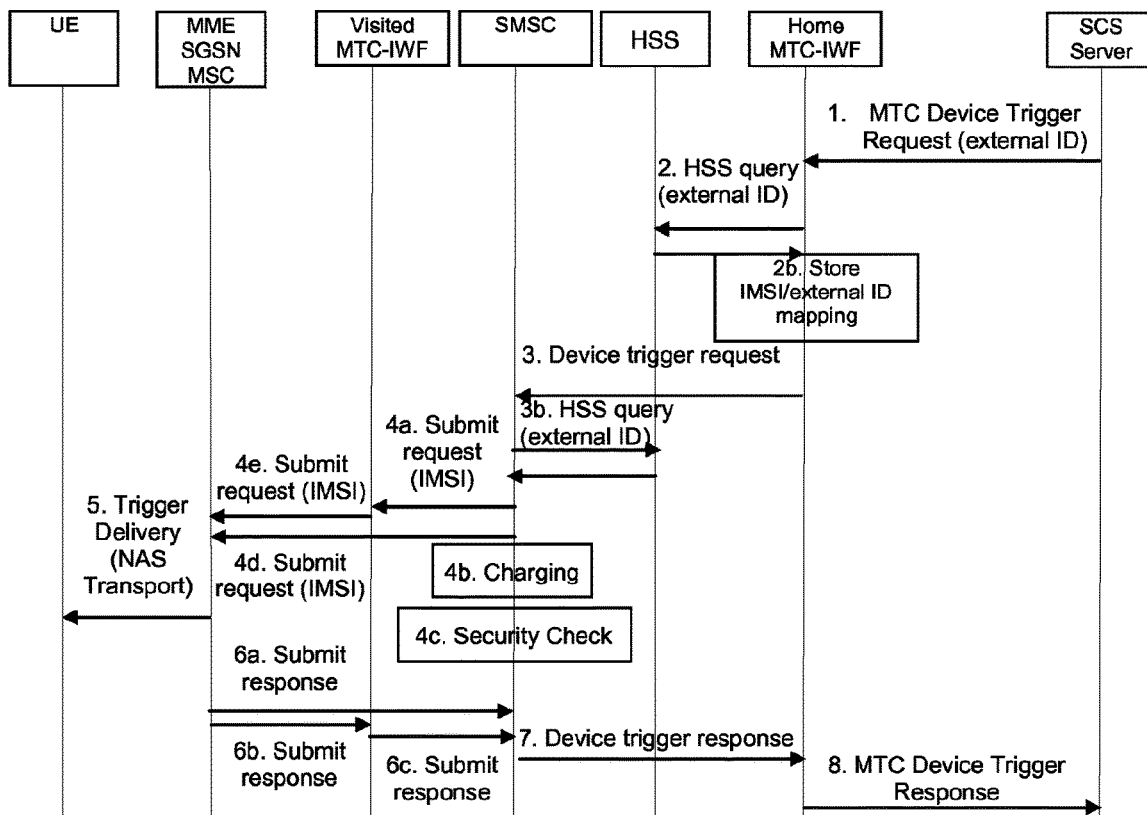 UE
MME
SGSN
MSC
Visited
MTC-IWF
SMSC
HSS
Home
MTC-IWF
SCS
Server
1. MTC Device Trigger
Request (external ID)
2. HSS query
(external ID)
2b. Store
IMSI/external ID
mapping
3. Device trigger request
3b. HSS query
(external ID)
4a. Submit
request
(IMSI)
4e. Submit
request (IMSI)
5. Trigger
Delivery
(NAS
Transport)
4d. Submit
request (IMSI)
4b. Charging
4c. Security Check
6a. Submit
response
6b. Submit
response
6c. Submit
response
7. Device trigger response
8. MTC Device Trigger
Response